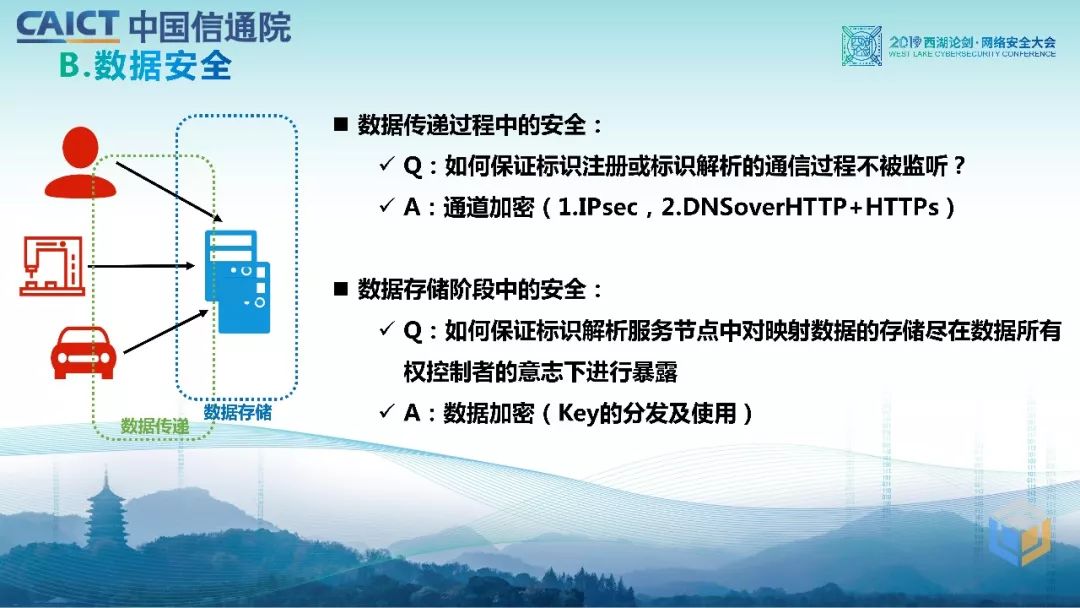 CAICT 中国信通院
B.数据安全
2019西湖论剑·网络安全大会
WEST LAKE CYBERSECURITY CONFERENCE
■ 数据传递过程中的安全：
✓ Q：如何保证标识注册或标识解析的通信过程不被监听？
✓ A：通道加密（1.IPsec，2.DNSoverHTTP+HTTPs）
■ 数据存储阶段中的安全：
✓ Q：如何保证标识解析服务节点中对映射数据的存储尽在数据所有
权控制者的意志下进行暴露
✓ A：数据加密（Key的分发及使用）
数据存储
数据传递